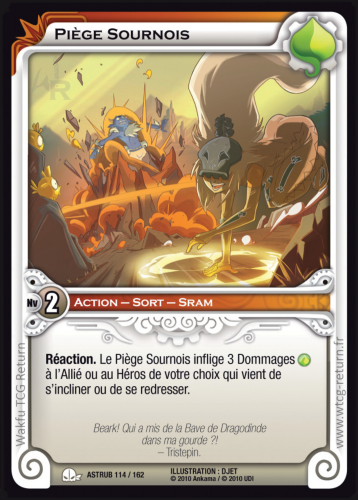 Piège Sournois
Nv 2
Action – Sort – Sram
Réaction. Le Piège Sournois inflige 3 Dommages
à l'Allié ou au Héros de votre choix qui vient de
s'incliner ou de se redresser.
Beark! Qui a mis de la Bave de Dragodinde
dans ma gourde ?!
– Tristepin.
ASTRUB 114 / 162
ILLUSTRATION : DJET
© 2010 Ankama / © 2010 UDI
Wakfu TCG Return
www.wtcg-return.fr